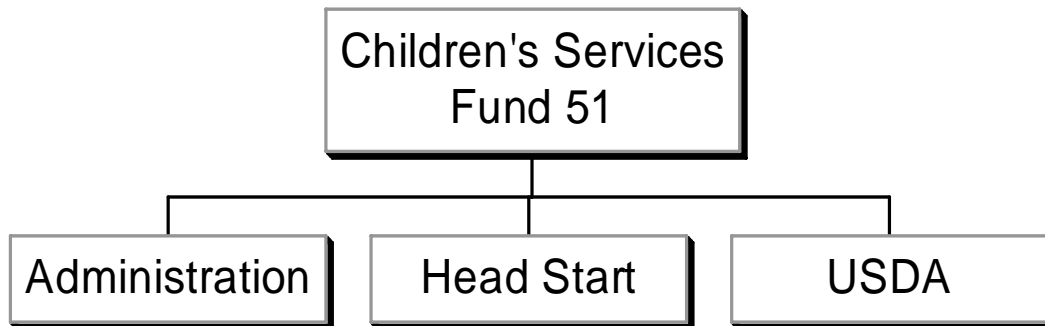 Children's Services
Fund 51
Administration
Head Start
USDA